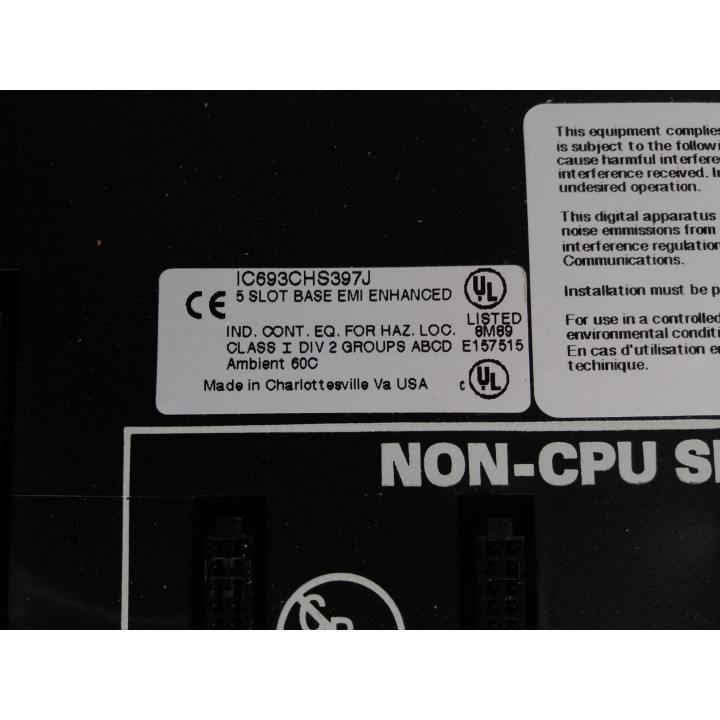 This equipment complies
is subject to the followi
cause harmful interfere
interference received. I
undesired operation.
This digital apparatus
noise emmissions from
interference regulation
Communications.
Installation must be p
For use in a controlled
environmental conditi
En cas d'utilisation e
techinique.
IC693CHS397J
CE 5 SLOT BASE EMI ENHANCED
UL
LISTED
IND. CONT. EQ. FOR HAZ. LOC. 8M89
CLASS I DIV 2 GROUPS ABCD E157515
Ambient 60C
Made in Charlottesville Va USA
c UL
NON-CPU S